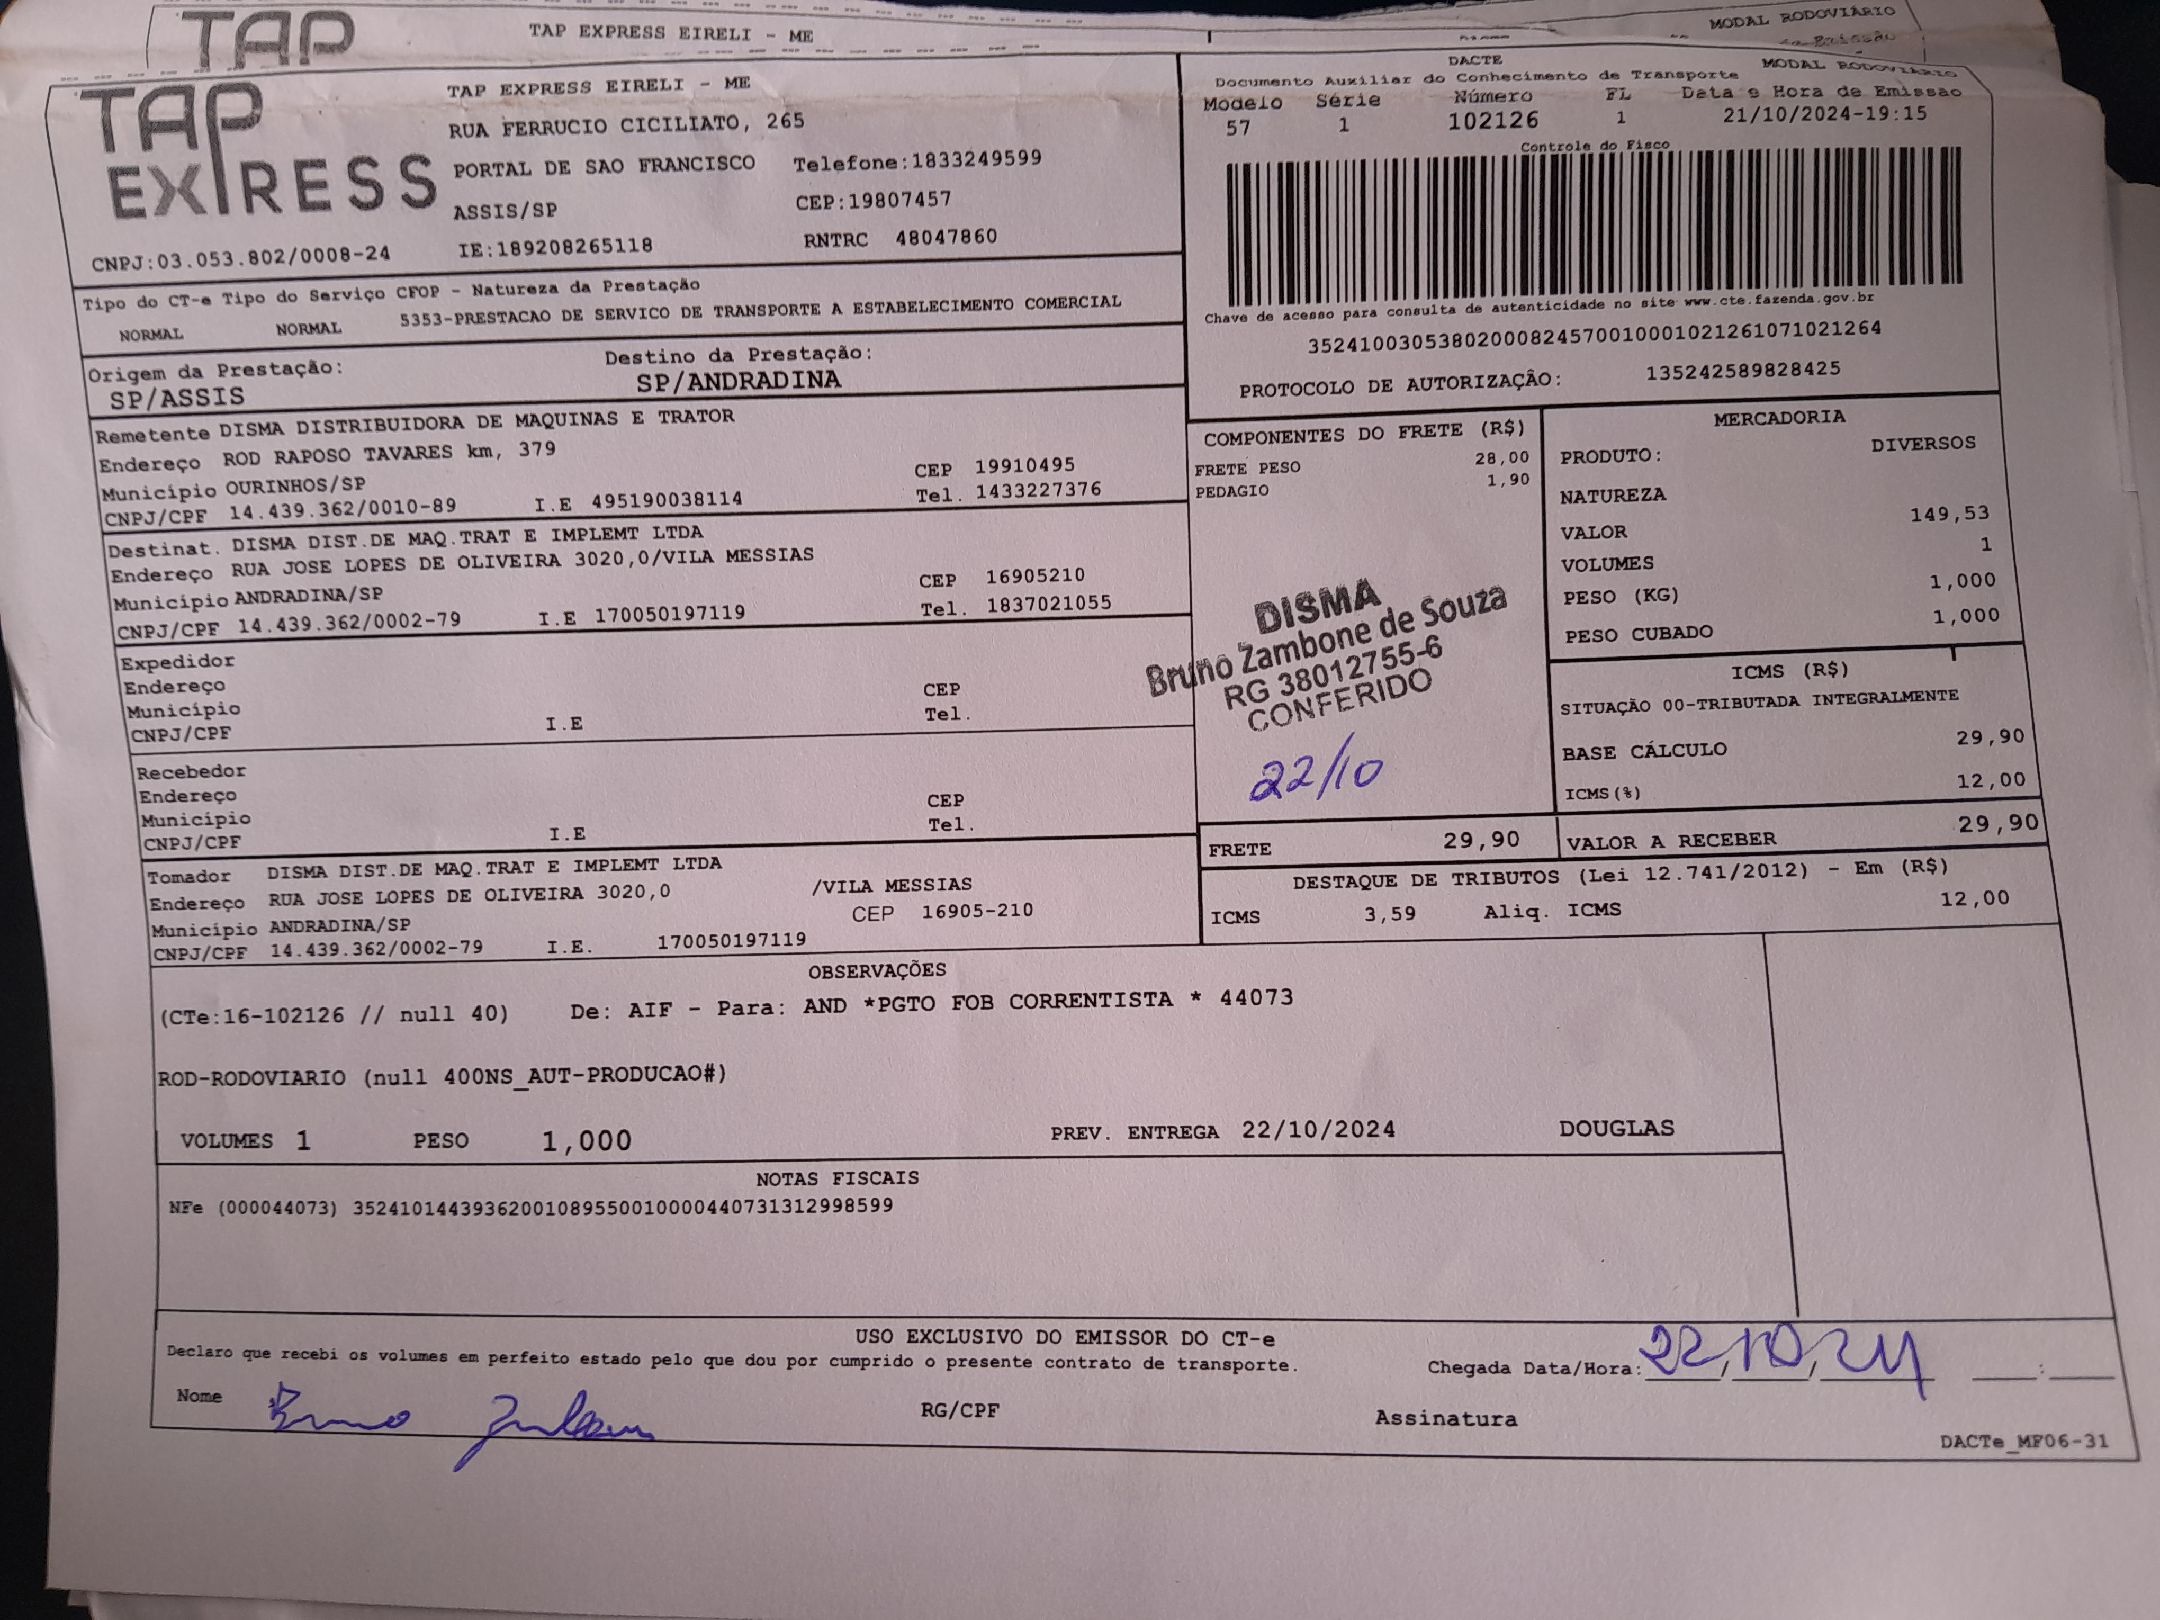 TAP
TAP EXPRESS EIRELI - ME
MODAL RODOVIÁRIO
TAP EXPRESS
TAP EXPRESS EIRELI - ME
RUA FERRUCIO CICILIATO, 265
PORTAL DE SAO FRANCISCO Telefone:1833249599
ASSIS/SP CEP:19807457
CNPJ:03.053.802/0008-24 IE:189208265118 RNTRC 48047860
DACTE MODAL RODOVIÁRIO
Documento Auxiliar do Conhecimento de Transporte
Modelo Série Número FL Data e Hora de Emissao
57 1 102126 1 21/10/2024-19:15
Controle do Fisco
Chave de acesso para consulta de autenticidade no site www.cte.fazenda.gov.br
35241003053802000824570010001021261071021264
PROTOCOLO DE AUTORIZAÇÃO: 135242589828425
Tipo do CT-e Tipo do Serviço CFOP - Natureza da Prestação
NORMAL NORMAL 5353-PRESTACAO DE SERVICO DE TRANSPORTE A ESTABELECIMENTO COMERCIAL
Origem da Prestação: Destino da Prestação:
SP/ASSIS SP/ANDRADINA
Remetente DISMA DISTRIBUIDORA DE MAQUINAS E TRATOR
Endereço ROD RAPOSO TAVARES km, 379
CEP 19910495
Município OURINHOS/SP
Tel. 1433227376
CNPJ/CPF 14.439.362/0010-89 I.E 495190038114
Destinat. DISMA DIST.DE MAQ.TRAT E IMPLEMT LTDA
Endereço RUA JOSE LOPES DE OLIVEIRA 3020,0/VILA MESSIAS
CEP 16905210
Município ANDRADINA/SP
Tel. 1837021055
CNPJ/CPF 14.439.362/0002-79 I.E 170050197119
Expedidor
Endereço CEP
Município Tel.
CNPJ/CPF I.E
Recebedor
Endereço CEP
Município Tel.
CNPJ/CPF I.E
Tomador DISMA DIST.DE MAQ.TRAT E IMPLEMT LTDA
Endereço RUA JOSE LOPES DE OLIVEIRA 3020,0 /VILA MESSIAS
CEP 16905-210
Município ANDRADINA/SP
CNPJ/CPF 14.439.362/0002-79 I.E. 170050197119
COMPONENTES DO FRETE (R$)
FRETE PESO 28,00
PEDAGIO 1,90
DISMA
Bruno Zambone de Souza
RG 38012755-6
CONFERIDO
22/10
MERCADORIA
PRODUTO: DIVERSOS
NATUREZA
VALOR 149,53
VOLUMES 1
PESO (KG) 1,000
PESO CUBADO 1,000
ICMS (R$)
SITUAÇÃO 00-TRIBUTADA INTEGRALMENTE
BASE CÁLCULO 29,90
ICMS(%) 12,00
FRETE 29,90 VALOR A RECEBER 29,90
DESTAQUE DE TRIBUTOS (Lei 12.741/2012) - Em (R$)
ICMS 3,59 Aliq. ICMS 12,00
OBSERVAÇÕES
(CTe:16-102126 // null 40) De: AIF - Para: AND *PGTO FOB CORRENTISTA * 44073
ROD-RODOVIARIO (null 400NS_AUT-PRODUCAO#)
VOLUMES 1 PESO 1,000 PREV. ENTREGA 22/10/2024 DOUGLAS
NOTAS FISCAIS
NFe (000044073) 35241014439362001089550010000440731312998599
USO EXCLUSIVO DO EMISSOR DO CT-e
Declaro que recebi os volumes em perfeito estado pelo que dou por cumprido o presente contrato de transporte.
Chegada Data/Hora: 22/10/24 :
Nome Bruno RG/CPF Assinatura
DACTe_MF06-31